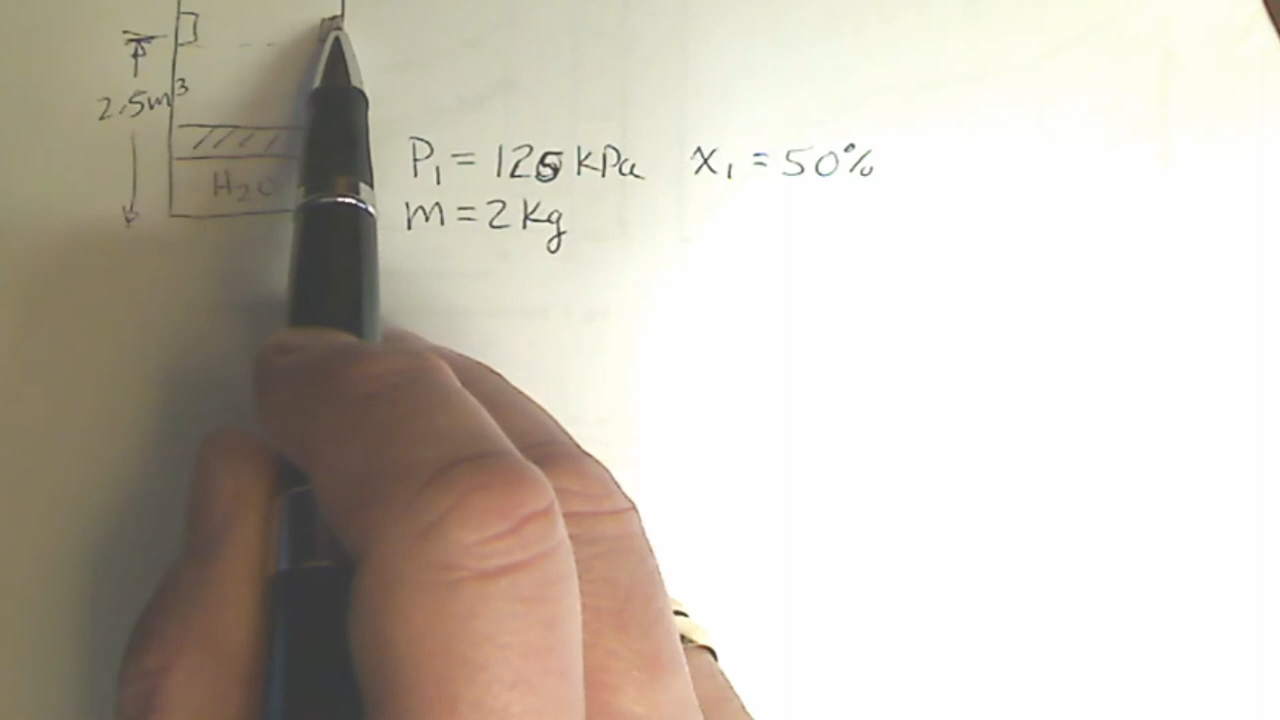 2.5m³
P₁ = 125 kPa x₁ = 50%
H₂O
m = 2 kg